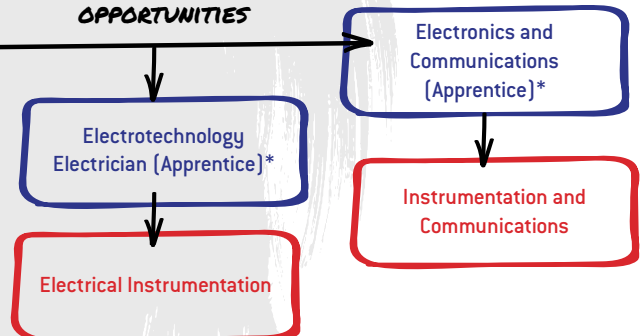 OPPORTUNITIES
Electronics and
Communications
(Apprentice)*
Electrotechnology
Electrician (Apprentice)*
Instrumentation and
Communications
Electrical Instrumentation